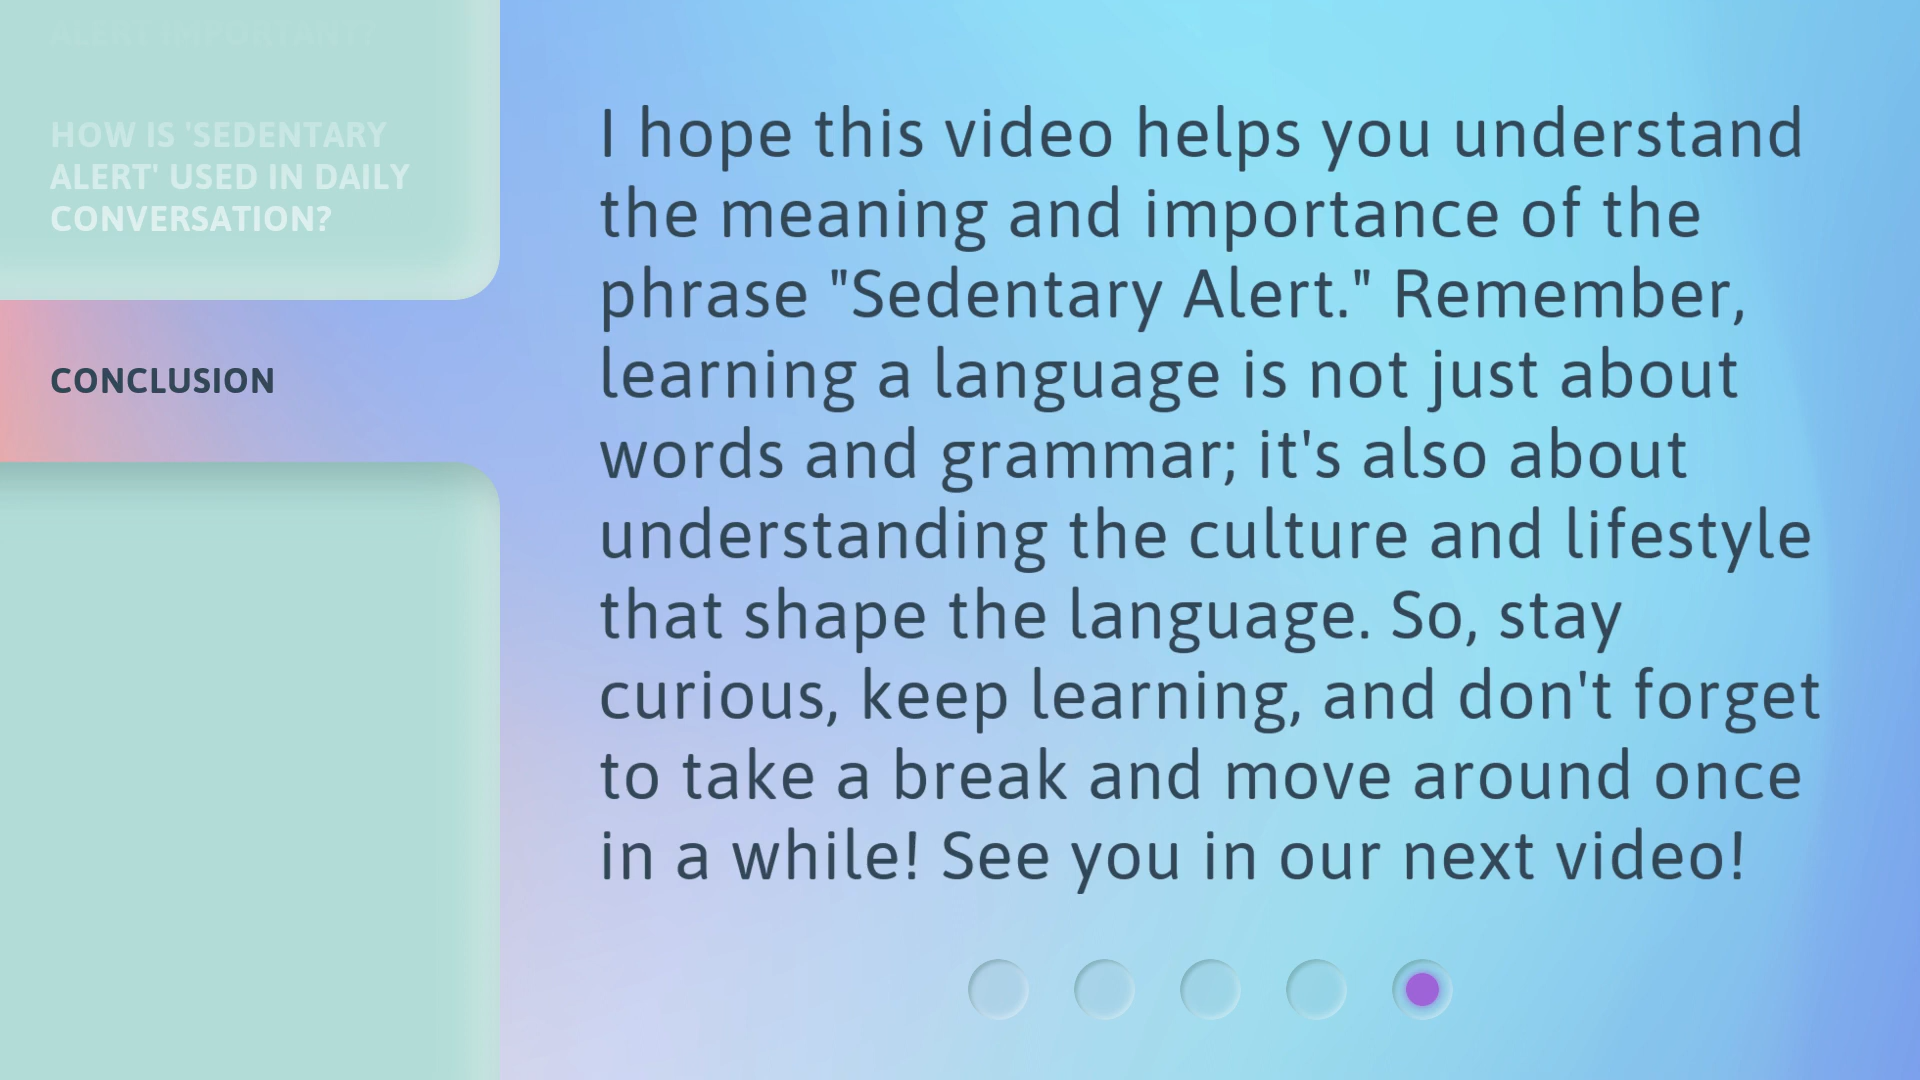 ALERT IMPORTANT?
HOW IS 'SEDENTARY
ALERT' USED IN DAILY
CONVERSATION?
CONCLUSION
I hope this video helps you understand
the meaning and importance of the
phrase "Sedentary Alert." Remember,
learning a language is not just about
words and grammar; it's also about
understanding the culture and lifestyle
that shape the language. So, stay
curious, keep learning, and don't forget
to take a break and move around once
in a while! See you in our next video!